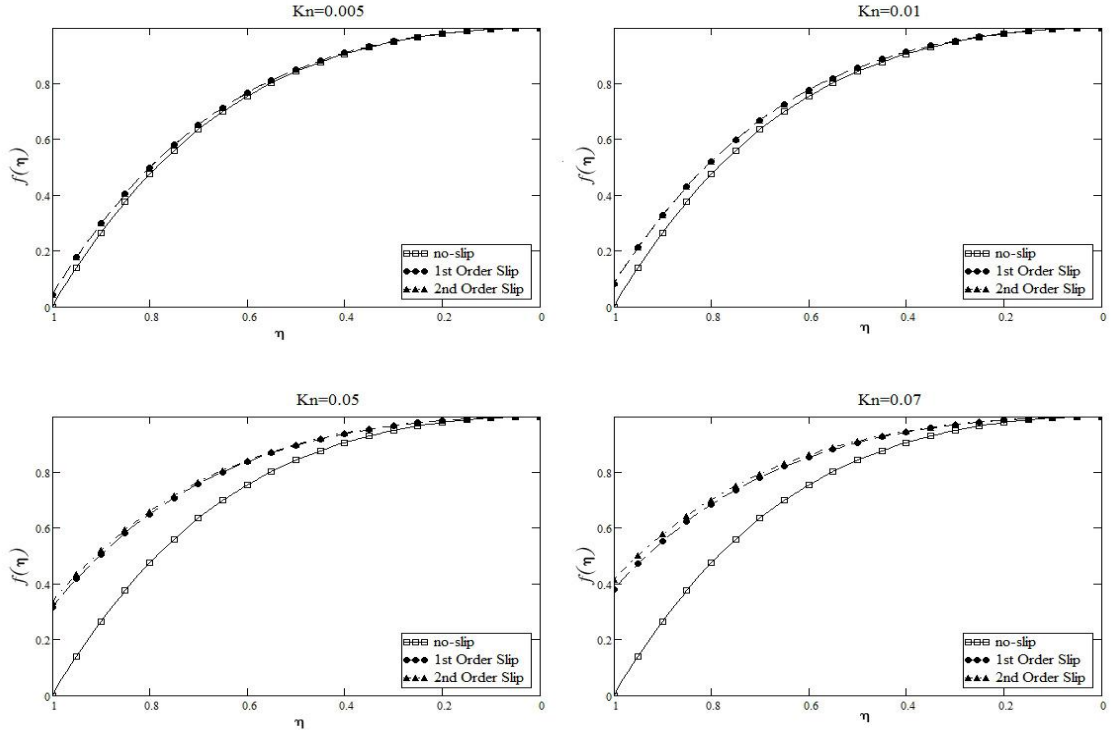 Kn=0.005
0.8
0.6
f(η)
0.4
0.2
0
1
0.8
0.6
0.4
0.2
0
η
no-slip
1st Order Slip
2nd Order Slip
Kn=0.01
0.8
0.6
f(η)
0.4
0.2
0
1
0.8
0.6
0.4
0.2
0
η
no-slip
1st Order Slip
2nd Order Slip
Kn=0.05
0.8
0.6
f(η)
0.4
0.2
0
1
0.8
0.6
0.4
0.2
0
η
no-slip
1st Order Slip
2nd Order Slip
Kn=0.07
0.8
0.6
f(η)
0.4
0.2
0
1
0.8
0.6
0.4
0.2
0
η
no-slip
1st Order Slip
2nd Order Slip